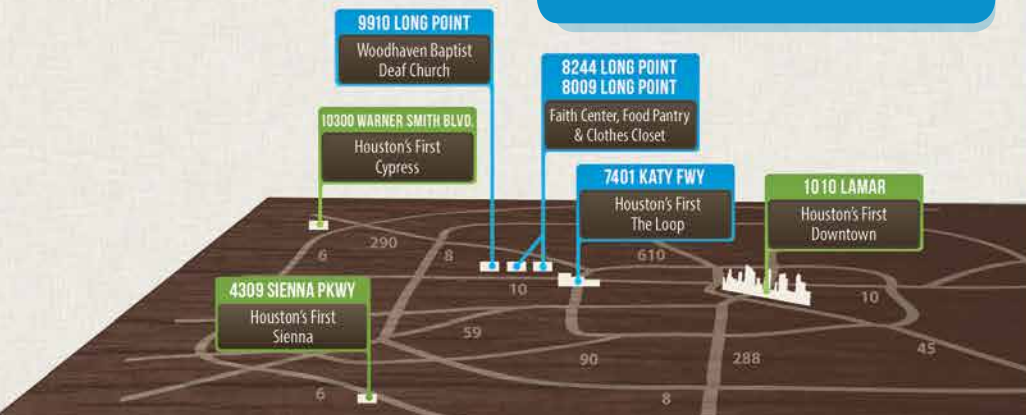 9910 LONG POINT
Woodhaven Baptist
Deaf Church
8244 LONG POINT
8009 LONG POINT
Faith Center, Food Pantry
& Clothes Closet
10300 WARNER SMITH BLVD.
Houston's First
Cypress
7401 KATY FWY
Houston's First
The Loop
1010 LAMAR
Houston's First
Downtown
290
6
8
610
10
10
4309 SIENNA PKWY
Houston's First
Sienna
59
90
288
45
6
8